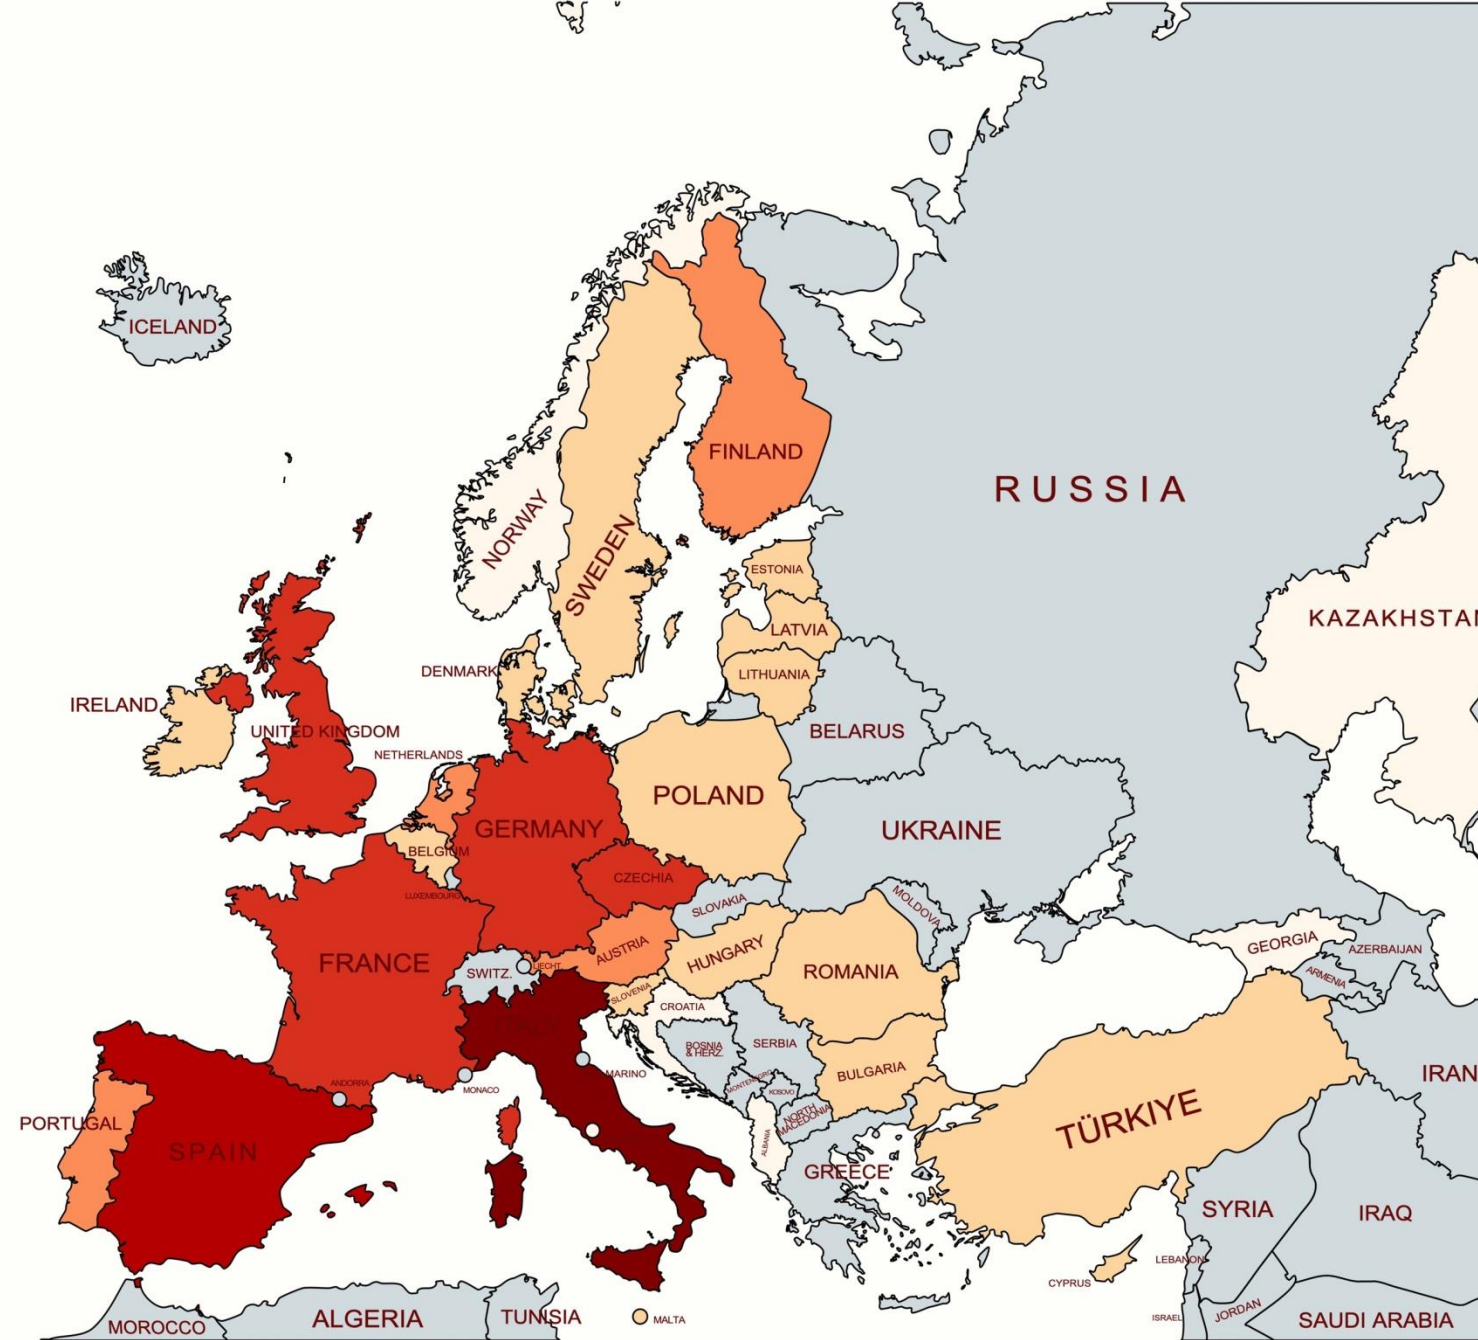 ICELAND
RUSSIA
FINLAND
NORWAY
SWEDEN
ESTONIA
KAZAKHSTAN
LATVIA
LITHUANIA
DENMARK
IRELAND
UNITED KINGDOM
BELARUS
NETHERLANDS
POLAND
GERMANY
UKRAINE
BELGIUM
CZECHIA
LUXEMBOURG
SLOVAKIA
MOLDOVA
FRANCE
AUSTRIA
HUNGARY
GEORGIA
AZERBAIJAN
SWITZ.
LIECHT.
ROMANIA
ARMENIA
SLOVENIA
CROATIA
ITALY
BOSNIA
& HERZ.
SERBIA
MARINO
BULGARIA
IRAN
ANDORRA
MONACO
MONTENEGRO
KOSOVO
PORTUGAL
SPAIN
NORTH
MACEDONIA
ALBANIA
TÜRKIYE
GREECE
SYRIA
IRAQ
LEBANON
CYPRUS
MOROCCO
ALGERIA
TUNISIA
MALTA
ISRAEL
JORDAN
SAUDI ARABIA